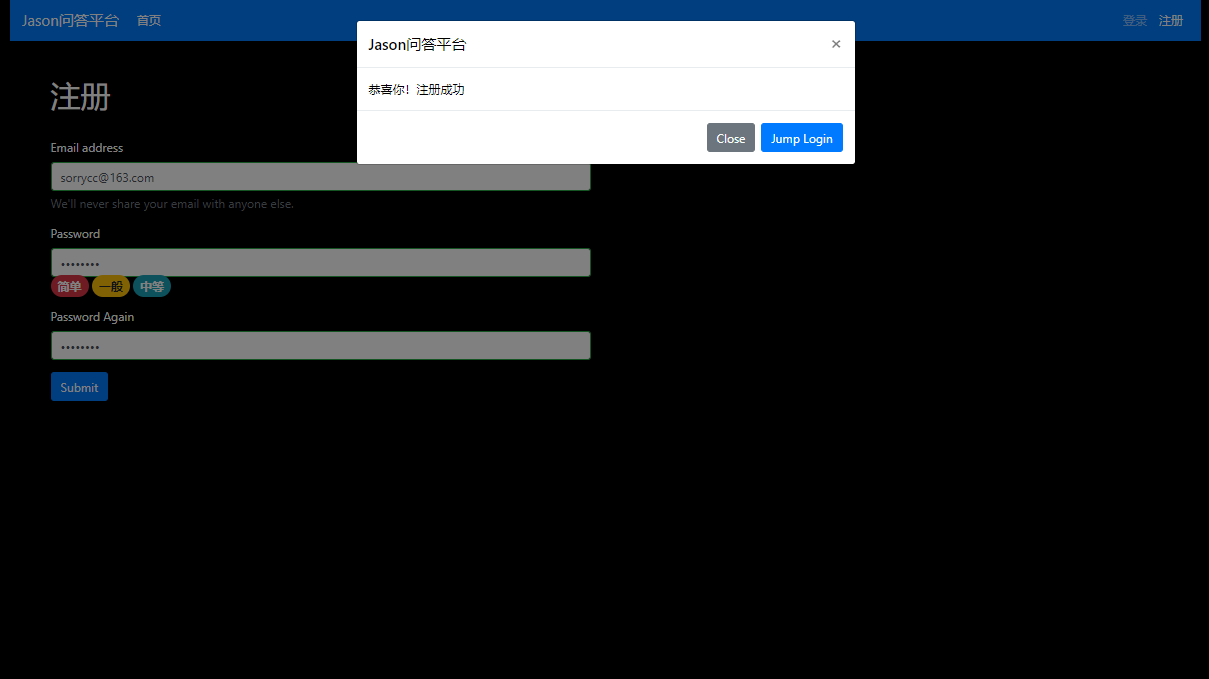 Jason问答平台 首页 登录 注册
Jason问答平台 ×
恭喜你！注册成功
Close Jump Login
注册
Email address
sorrycc@163.com
We'll never share your email with anyone else.
Password
••••••••
简单 一般 中等
Password Again
••••••••
Submit